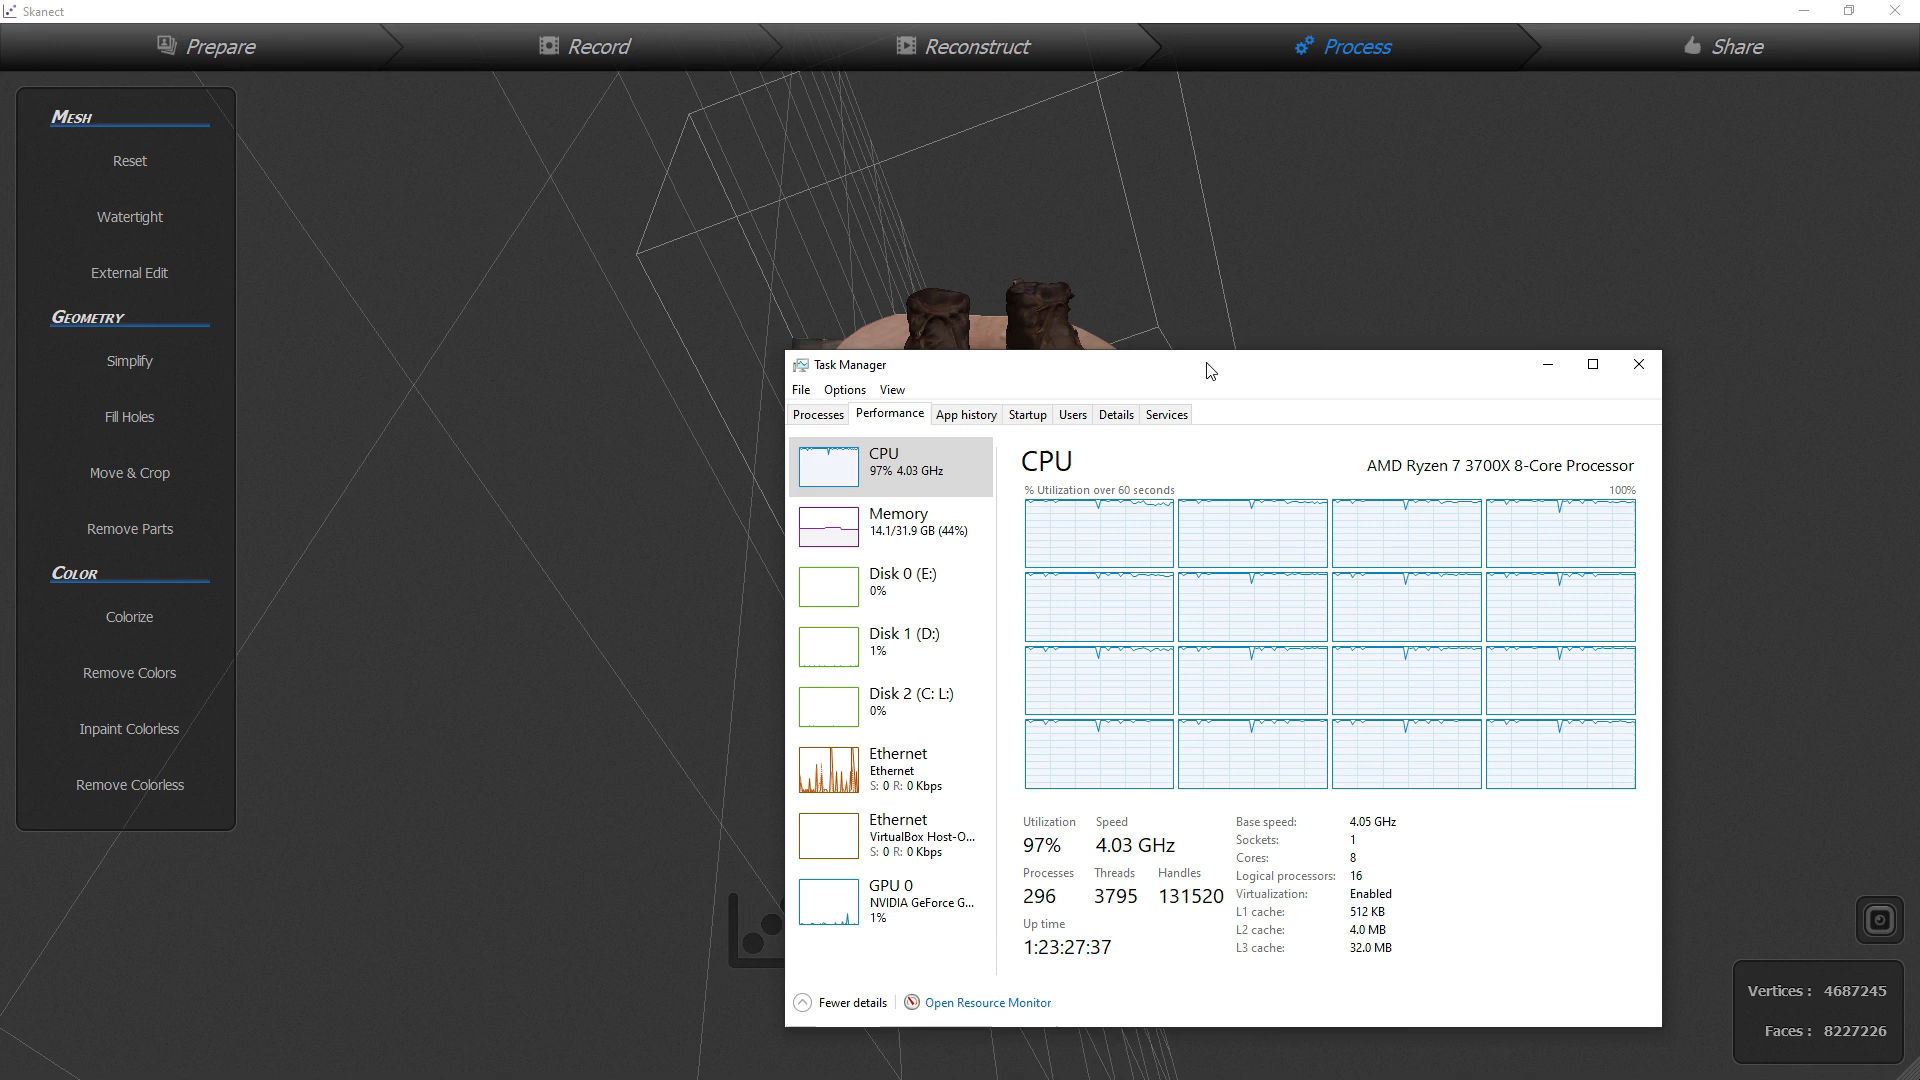 Skanect
Prepare
Record
Reconstruct
Process
Share
Mesh
Reset
Watertight
External Edit
Geometry
Simplify
Fill Holes
Move & Crop
Remove Parts
Color
Colorize
Remove Colors
Inpaint Colorless
Remove Colorless
Task Manager
File Options View
Processes Performance App history Startup Users Details Services
CPU
97% 4.03 GHz
Memory
14.1/31.9 GB (44%)
Disk 0 (E:)
0%
Disk 1 (D:)
1%
Disk 2 (C: L:)
0%
Ethernet
Ethernet
S: 0 R: 0 Kbps
Ethernet
VirtualBox Host-O...
S: 0 R: 0 Kbps
GPU 0
NVIDIA GeForce G...
1%
CPU AMD Ryzen 7 3700X 8-Core Processor
% Utilization over 60 seconds 100%
Utilization Speed
97% 4.03 GHz
Processes Threads Handles
296 3795 131520
Up time
1:23:27:37
Base speed: 4.05 GHz
Sockets: 1
Cores: 8
Logical processors: 16
Virtualization: Enabled
L1 cache: 512 KB
L2 cache: 4.0 MB
L3 cache: 32.0 MB
Fewer details Open Resource Monitor
Vertices : 4687245
Faces : 8227226